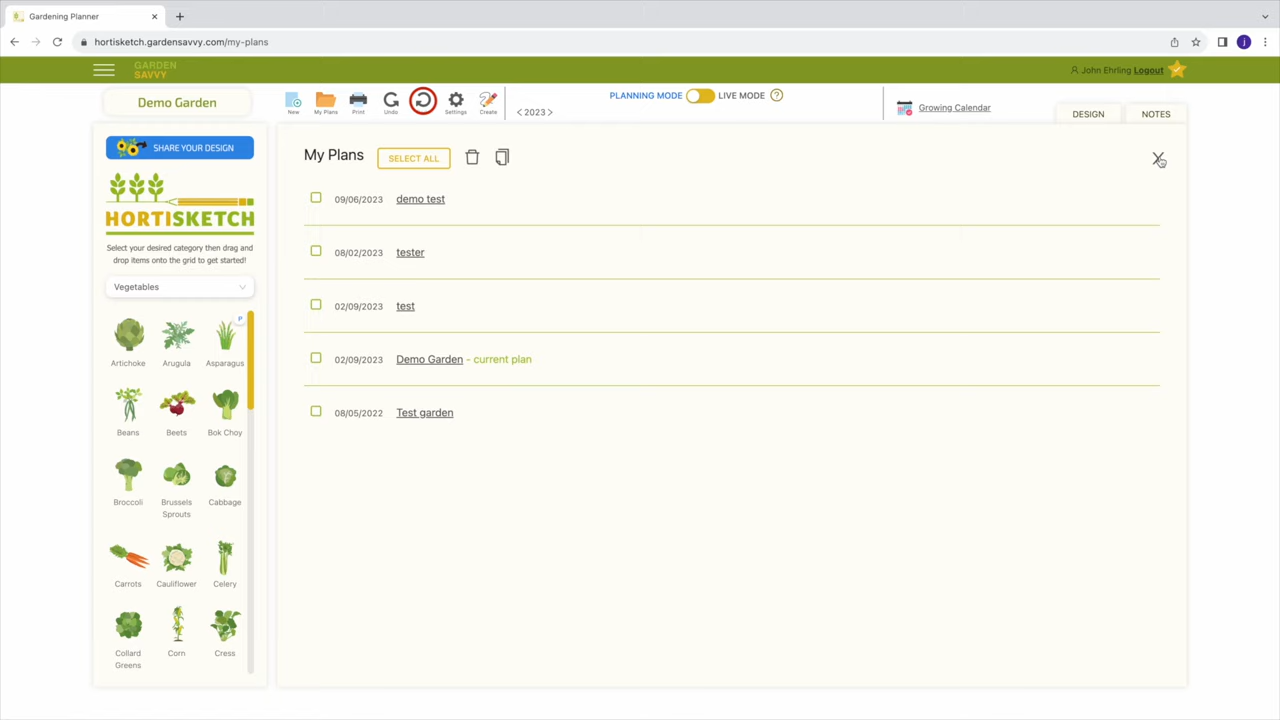 Gardening Planner
hortisketch.gardensavvy.com/my-plans
j
GARDEN
SAVVY
John Ehrling Logout
Demo Garden
New
My Plans
Print
Undo
Settings
Create
< 2023 >
PLANNING MODE
LIVE MODE
?
Growing Calendar
DESIGN
NOTES
SHARE YOUR DESIGN
HORTISKETCH
Select your desired category then drag and
drop items onto the grid to get started!
Vegetables
P
Artichoke
Arugula
Asparagus
Beans
Beets
Bok Choy
Broccoli
Brussels
Sprouts
Cabbage
Carrots
Cauliflower
Celery
Collard
Greens
Corn
Cress
My Plans
SELECT ALL
09/06/2023 demo test
08/02/2023 tester
02/09/2023 test
02/09/2023 Demo Garden - current plan
08/05/2022 Test garden